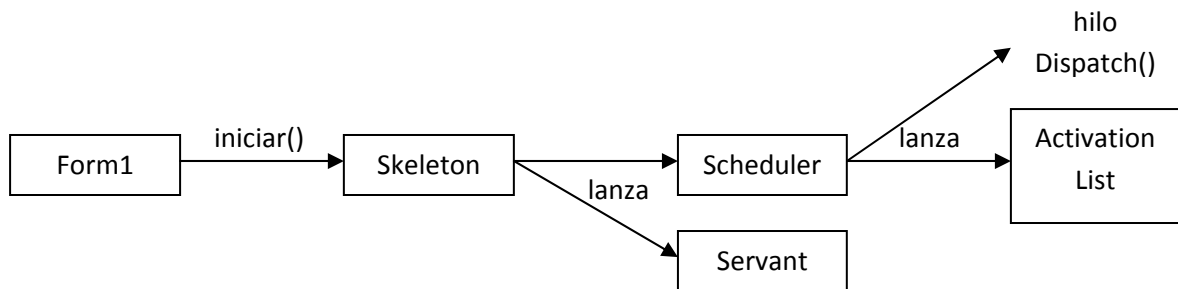 hilo
Dispatch()
iniciar()
lanza
Form1
Skeleton
Scheduler
Activation
List
lanza
Servant